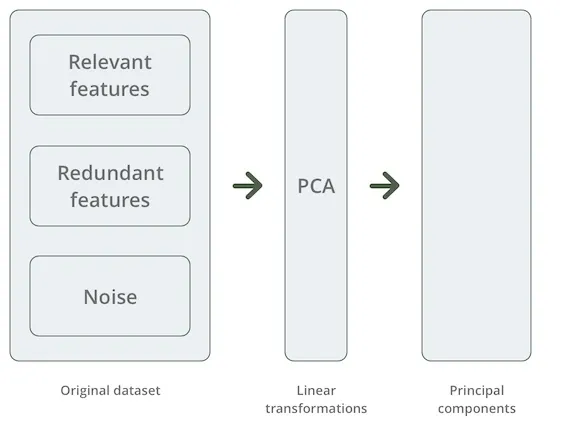 Relevant
features
Redundant
features
Noise
PCA
Original dataset
Linear
transformations
Principal
components